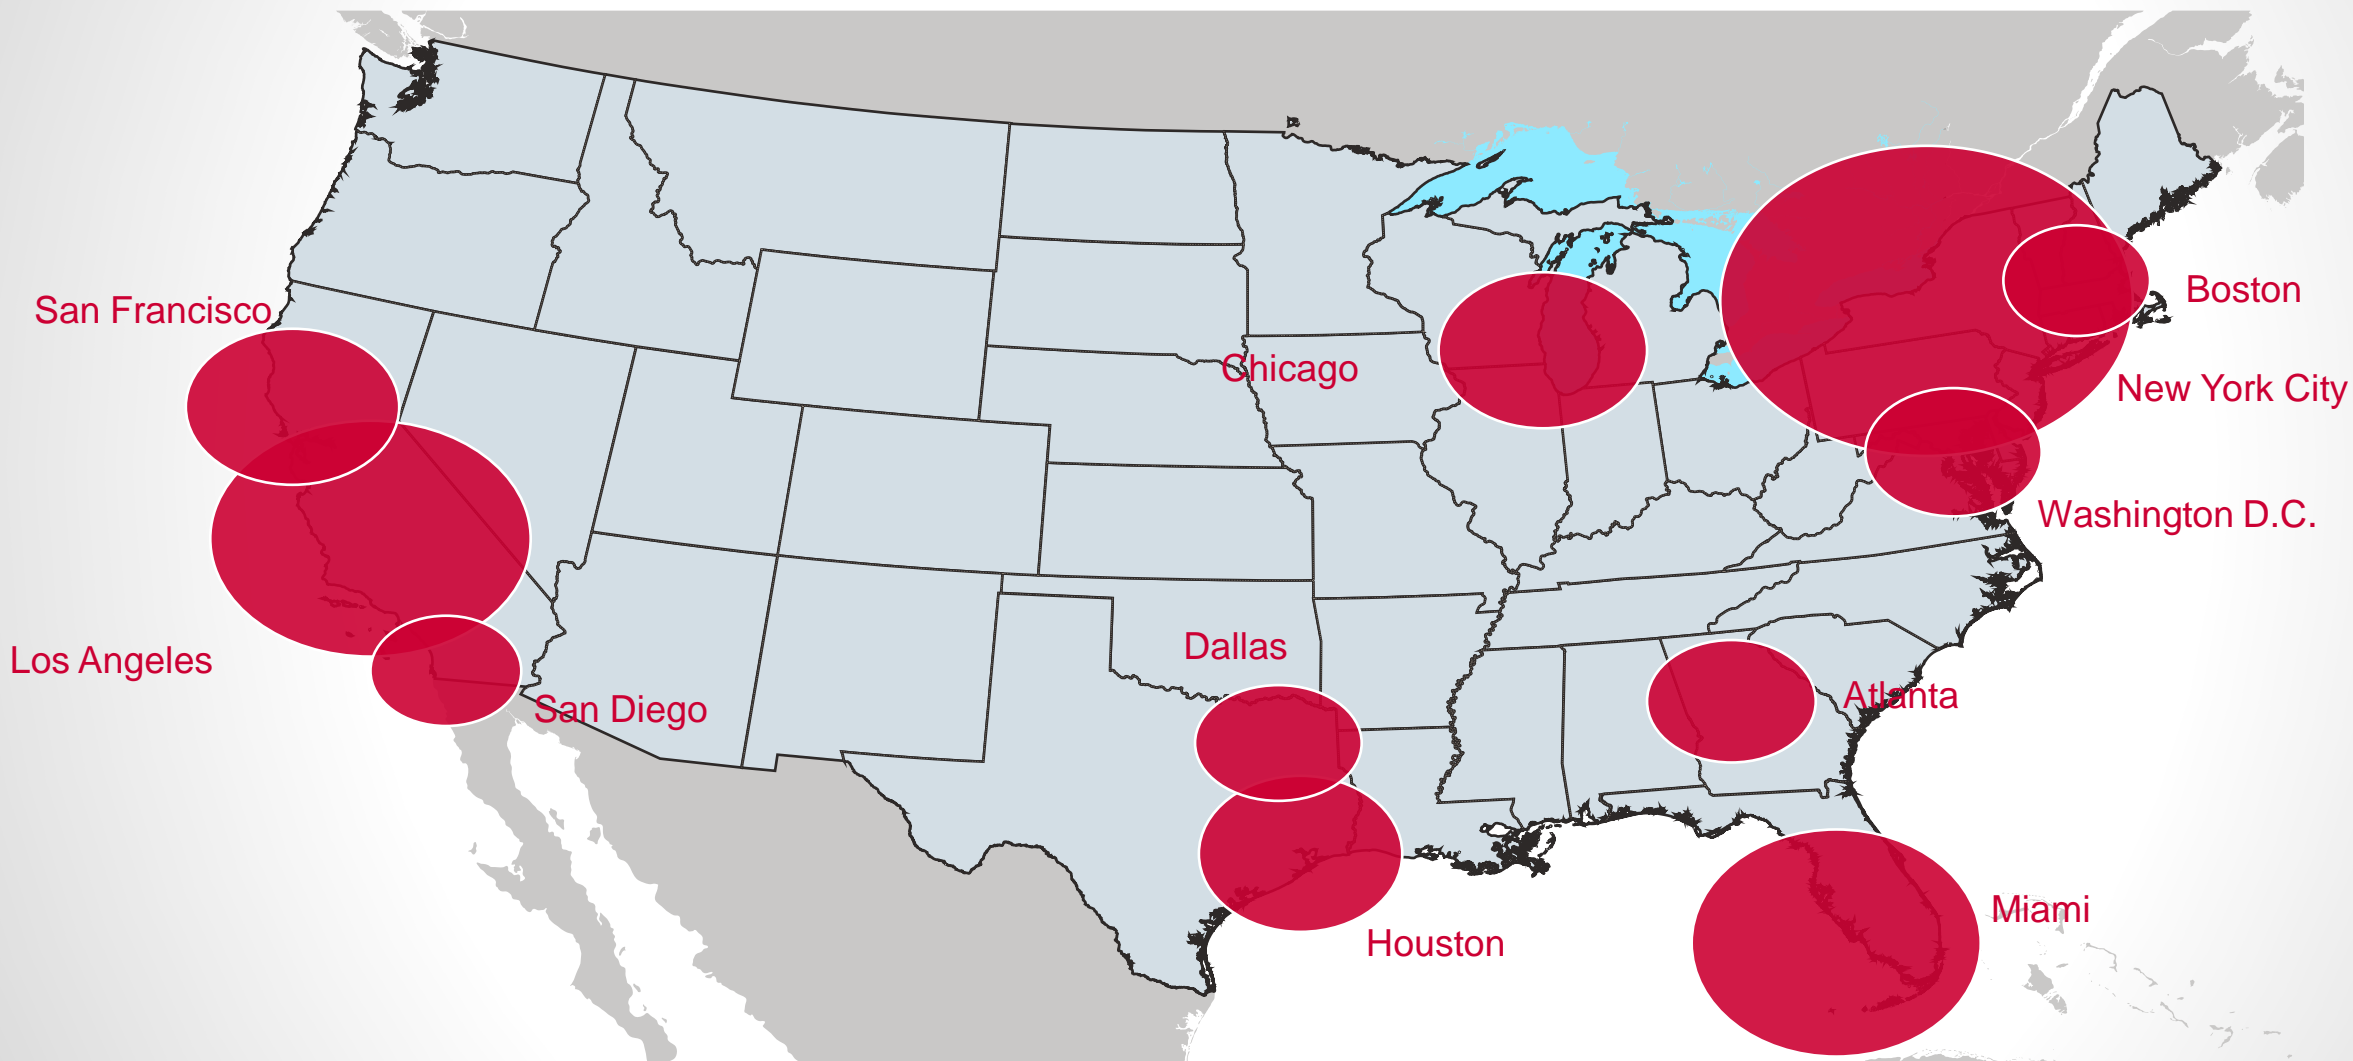 San Francisco
Boston
Chicago
New York City
Washington D.C.
Dallas
Los Angeles
Atlanta
San Diego
Miami
Houston